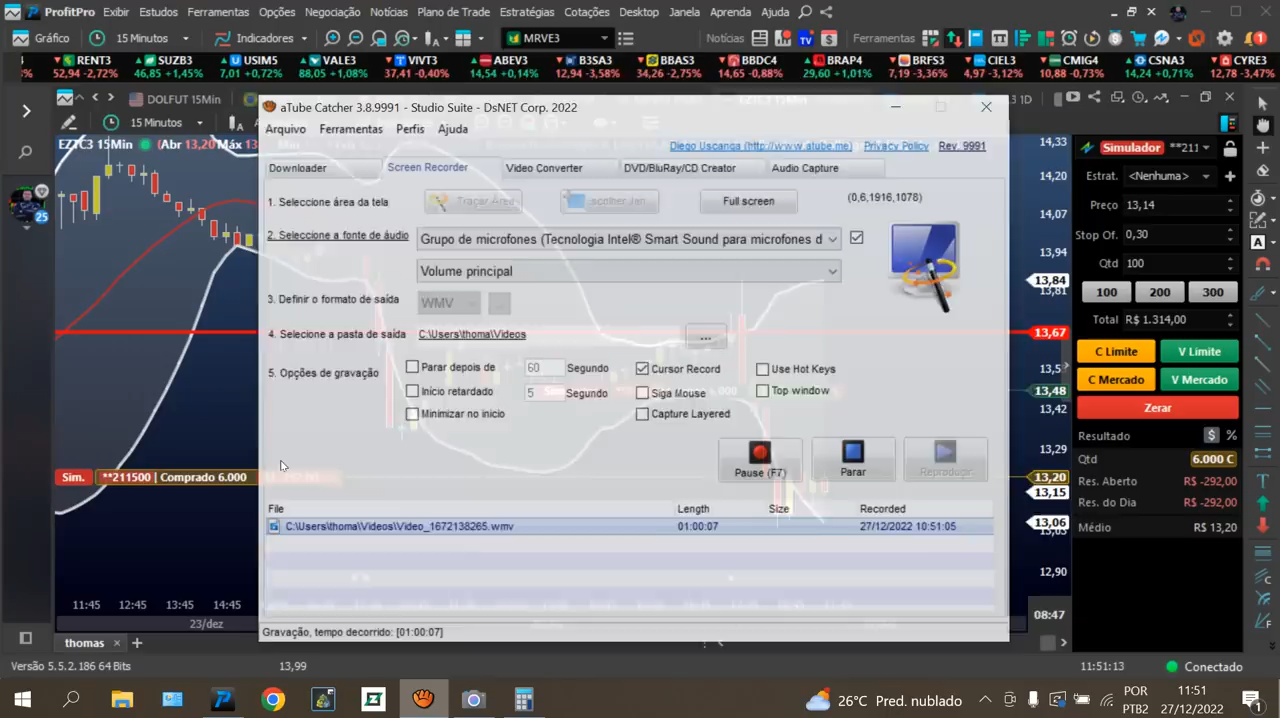 ProfitPro Exibir Estudos Ferramentas Opções Negociação Notícias Plano de Trade Estratégias Cotações Desktop Janela Aprenda Ajuda
Gráfico 15 Minutos Indicadores MRVE3 Notícias Ferramentas
RENT3 SUZB3 USIM5 VALE3 VIVT3 ABEV3 B3SA3 BBAS3 BBDC4 BRAP4 BRFS3 CIEL3 CMIG4 CSNA3 CYRE3
52,94 -2,72% 46,85 +1,45% 7,01 +0,72% 88,05 +1,08% 37,41 -0,40% 14,54 +0,14% 12,94 -3,58% 34,26 -2,75% 14,65 -0,88% 29,60 +1,01% 7,19 -3,36% 4,97 -3,12% 10,88 -0,73% 14,24 +0,71% 12,78 -3,47%
DOLFUT 15Min
15 Minutos
EZTC3 15Min (Abr 13,20 Máx
aTube Catcher 3.8.9991 - Studio Suite - DsNET Corp. 2022
Arquivo Ferramentas Perfis Ajuda
Diego Uscanga (http://www.atube.me) Privacy Policy Rev. 9991
Downloader Screen Recorder Video Converter DVD/BluRay/CD Creator Audio Capture
1. Seleccione área da tela Traçar Área Full screen (0,6,1916,1078)
2. Seleccione a fonte de áudio Grupo de microfones (Tecnologia Intel® Smart Sound para microfones d
Volume principal
3. Definir o formato de saída WMV ...
4. Selecione a pasta de saída C:\Users\thoma\Videos ...
5. Opções de gravação
Parar depois de 60 Segundo Cursor Record Use Hot Keys
Início retardado 5 Segundo Siga Mouse Top window
Minimizar no início Capture Layered
Pause (F7) Parar Reproducir
File Length Size Recorded
C:\Users\thoma\Videos\Video_1672138265.wmv 01:00:07 27/12/2022 10:51:05
Gravação, tempo decorrido: [01:00:07]
Sim. **211500 | Comprado 6.000
25
14,33
14,20
14,07
13,94
13,84
13,81
13,67
13,48
13,42
13,29
13,20
13,15
13,06
12,90
08:47
11:45 12:45 13:45 14:45
23/dez
thomas
1D
Simulador **211
Estrat. <Nenhuma>
Preço 13,14
Stop Of. 0,30
Qtd 100
100 200 300
Total R$ 1.314,00
C Limite V Limite
C Mercado V Mercado
Zerar
Resultado $ %
Qtd 6.000 C
Res. Aberto R$ -292,00
Res. do Dia R$ -292,00
Médio R$ 13,20
Versão 5.5.2.186 64 Bits 13,99 11:51:13 Conectado
26°C Pred. nublado POR
PTB2 11:51
27/12/2022